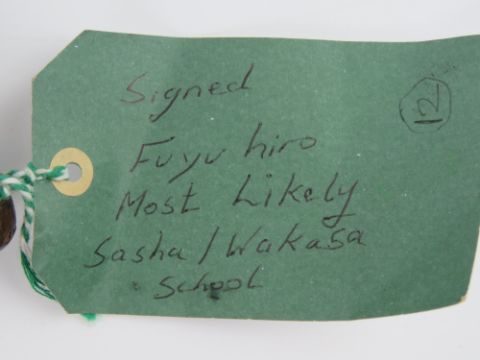 Signed
12
Fuyuhiro
Most Likely
Sasha/Wakasa
School